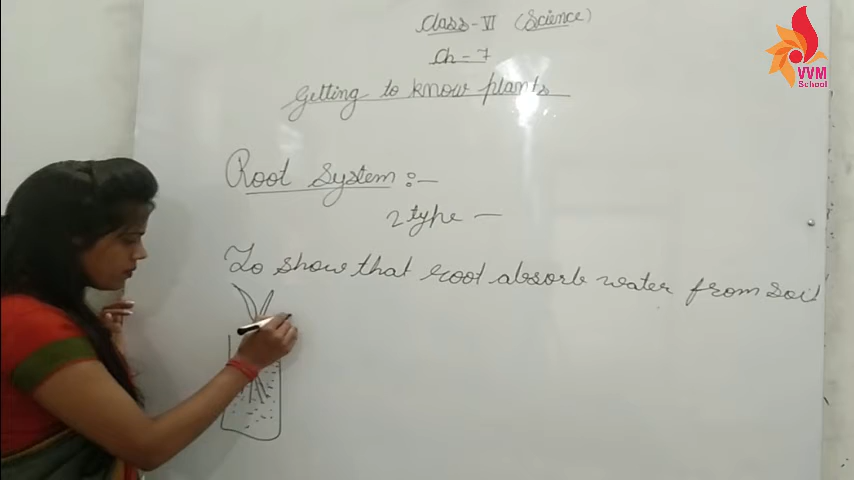 Class - VI (Science)
Ch - 7
Getting to know plants
Root System :-
2 type -
To show that root absorb water from soil
VVM
School